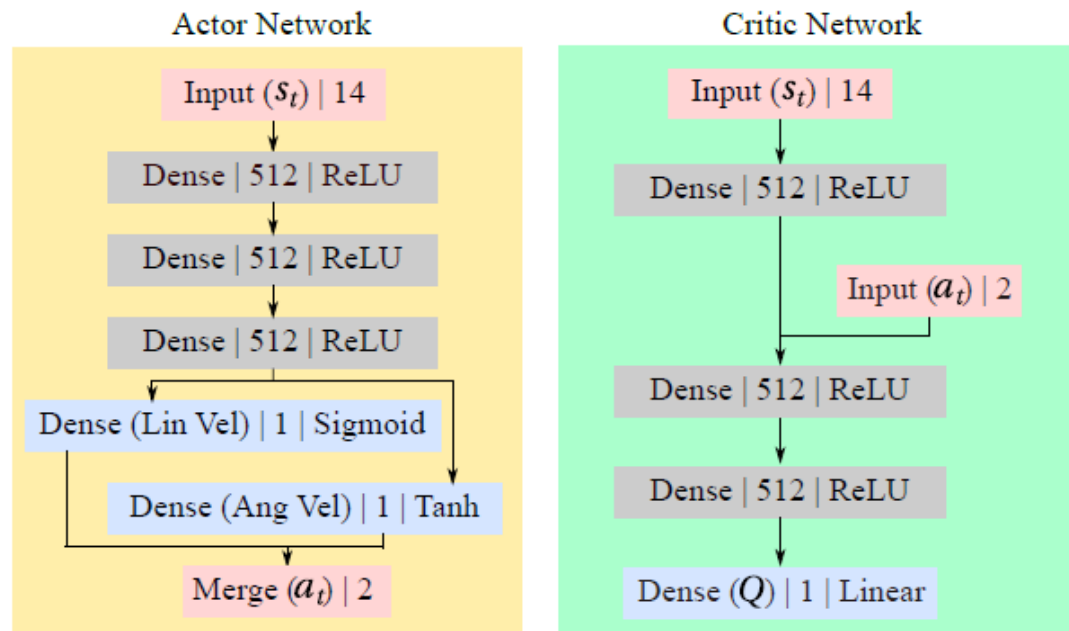 Actor Network
Input (s_t) | 14
Dense | 512 | ReLU
Dense | 512 | ReLU
Dense | 512 | ReLU
Dense (Lin Vel) | 1 | Sigmoid
Dense (Ang Vel) | 1 | Tanh
Merge (a_t) | 2
Critic Network
Input (s_t) | 14
Dense | 512 | ReLU
Input (a_t) | 2
Dense | 512 | ReLU
Dense | 512 | ReLU
Dense (Q) | 1 | Linear